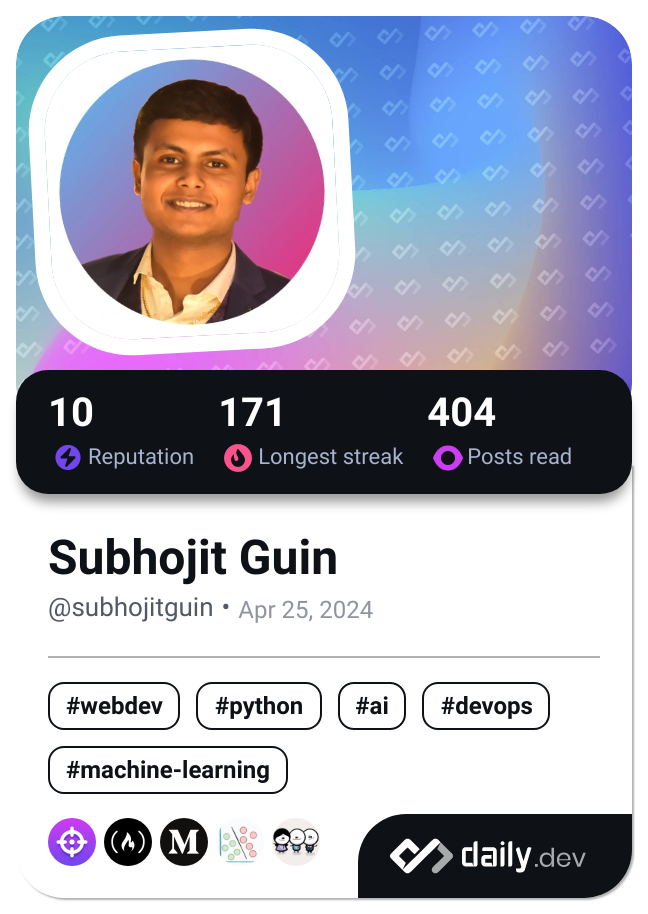 10 171 404
Reputation Longest streak Posts read
Subhojit Guin
@subhojitguin • Apr 25, 2024
#webdev #python #ai #devops
#machine-learning
M
daily.dev